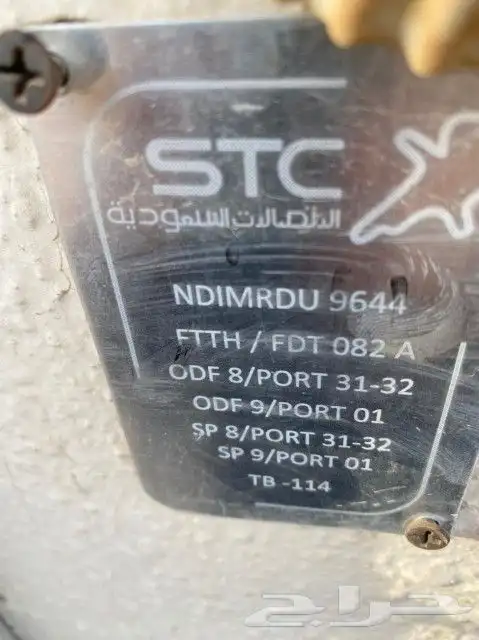 STC
الاتصالات السعودية
NDIMRDU 9644
FTTH / FDT 082 A
ODF 8/PORT 31-32
ODF 9/PORT 01
SP 8/PORT 31-32
SP 9/PORT 01
TB -114
حراج